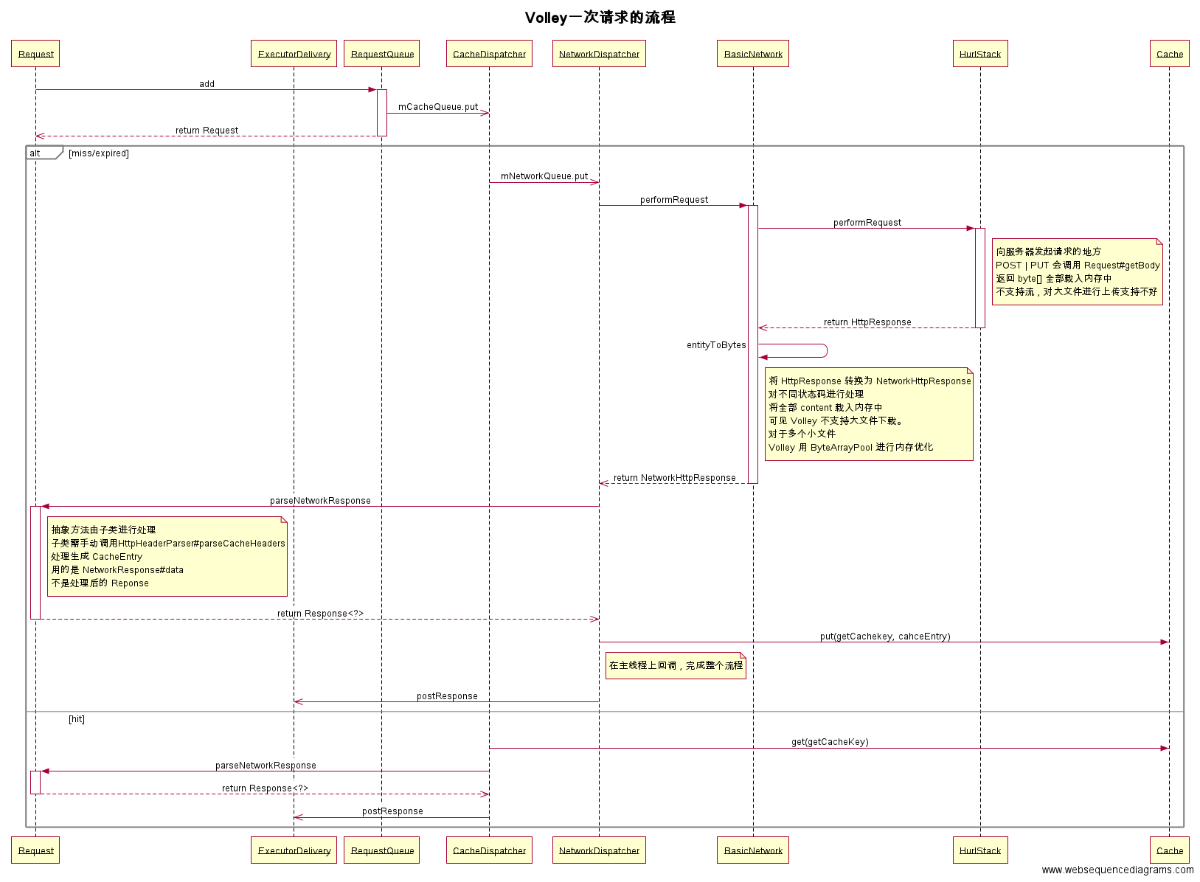 Volley一次请求的流程
Request ExecutorDelivery RequestQueue CacheDispatcher NetworkDispatcher BasicNetwork HurlStack Cache
add
mCacheQueue.put
return Request
alt [miss/expired]
mNetworkQueue.put
performRequest
performRequest
向服务器发起请求的地方
POST | PUT 会调用 Request#getBody
返回 byte[] 全部载入内存中
不支持流，对大文件进行上传支持不好
return HttpResponse
entityToBytes
将 HttpResponse 转换为 NetworkHttpResponse
对不同状态码进行处理
将全部 content 载入内存中
可见 Volley 不支持大文件下载。
对于多个小文件
Volley 用 ByteArrayPool 进行内存优化
return NetworkHttpResponse
parseNetworkResponse
抽象方法由子类进行处理
子类需手动调用HttpHeaderParser#parseCacheHeaders
处理生成 CacheEntry
用的是 NetworkResponse#data
不是处理后的 Reponse
return Response<?>
put(getCachekey, cahceEntry)
在主线程上回调，完成整个流程
postResponse
[hit]
get(getCacheKey)
parseNetworkResponse
return Response<?>
postResponse
Request ExecutorDelivery RequestQueue CacheDispatcher NetworkDispatcher BasicNetwork HurlStack Cache
www.websequencediagrams.com